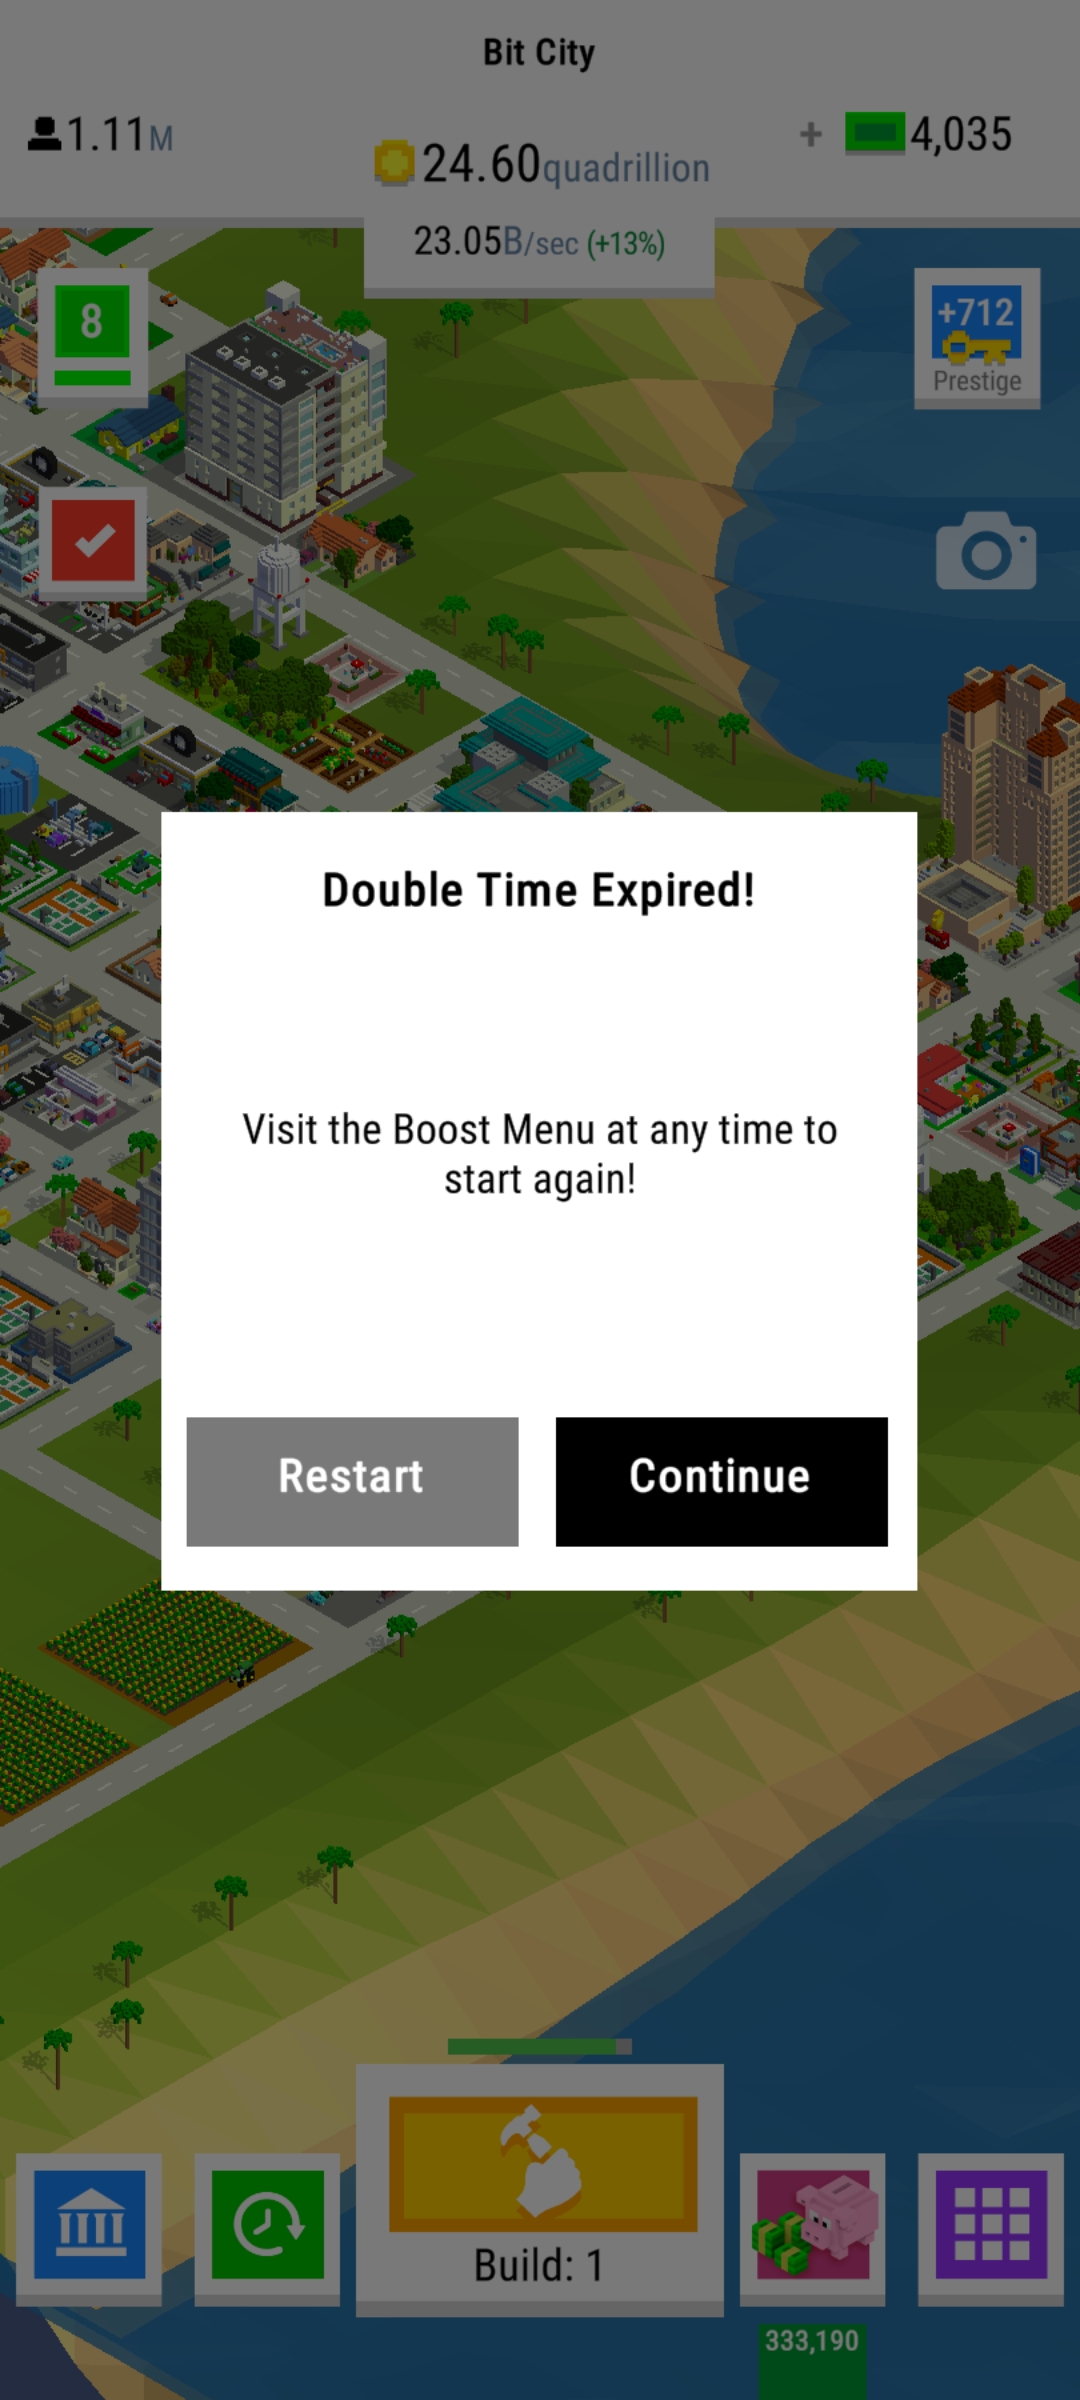 Bit City
1.11M
24.60quadrillion
+ 4,035
23.05B/sec (+13%)
8
+712
Prestige
Double Time Expired!
Visit the Boost Menu at any time to
start again!
Restart
Continue
Build: 1
333,190